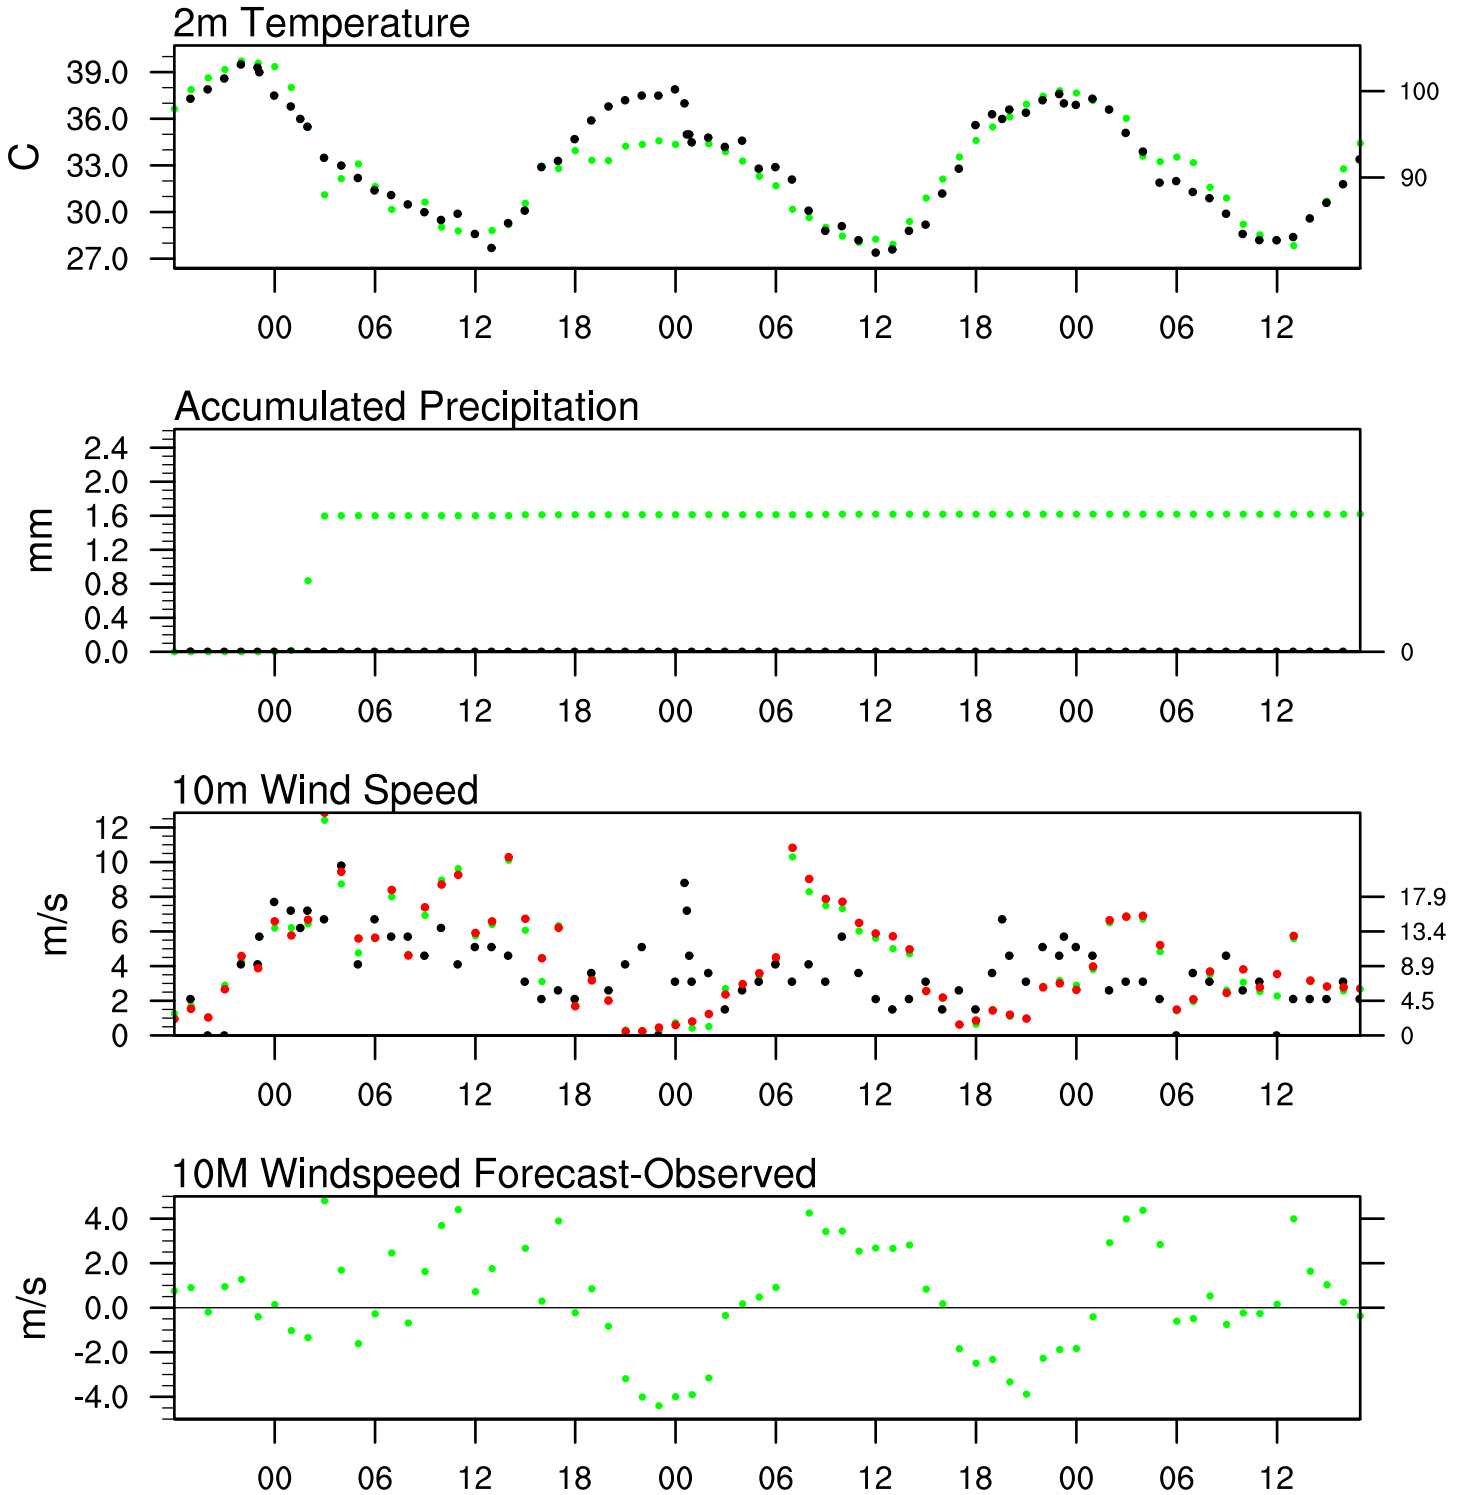 2m Temperature
39.0
36.0
33.0
30.0
27.0
C
100
90
00 06 12 18 00 06 12 18 00 06 12
Accumulated Precipitation
2.4
2.0
1.6
1.2
0.8
0.4
0.0
mm
0
00 06 12 18 00 06 12 18 00 06 12
10m Wind Speed
12
10
8
6
4
2
0
m/s
17.9
13.4
8.9
4.5
0
00 06 12 18 00 06 12 18 00 06 12
10M Windspeed Forecast-Observed
4.0
2.0
0.0
-2.0
-4.0
m/s
00 06 12 18 00 06 12 18 00 06 12